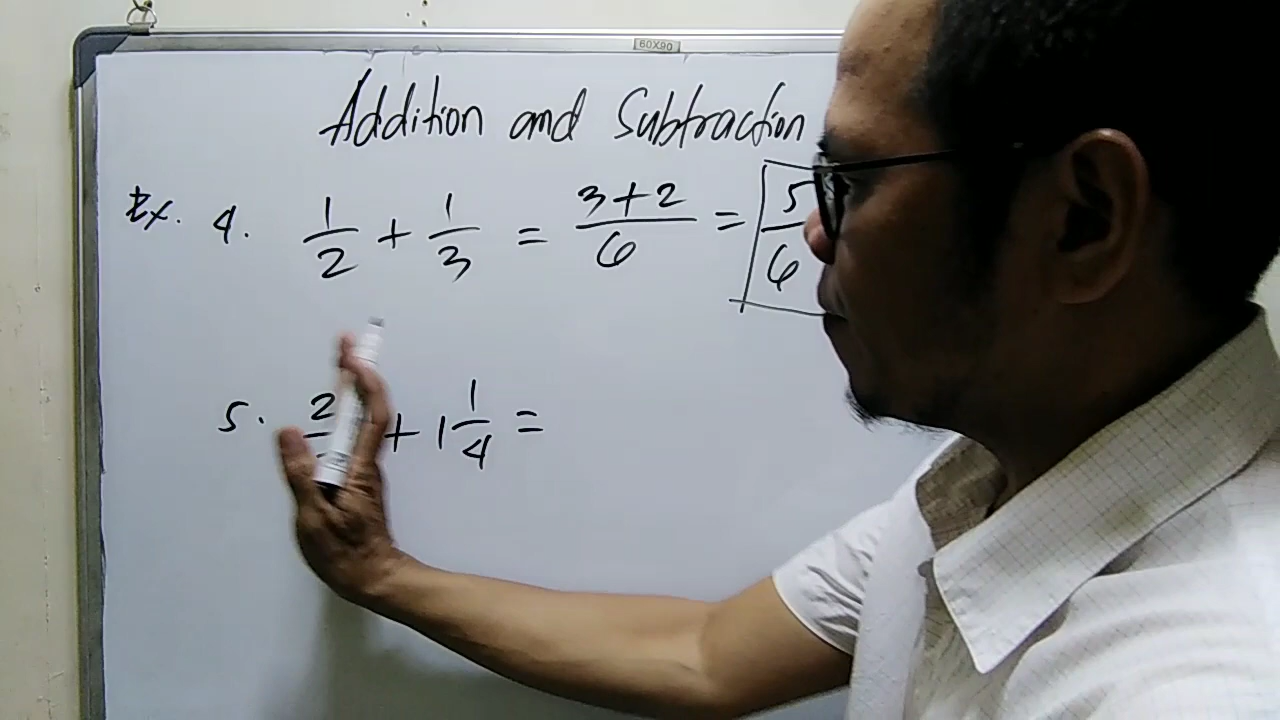 60X90
Addition and Subtraction
Ex. 4. 1/2 + 1/3 = 3+2/6 = 5/6
5. 2/ + 1 1/4 =